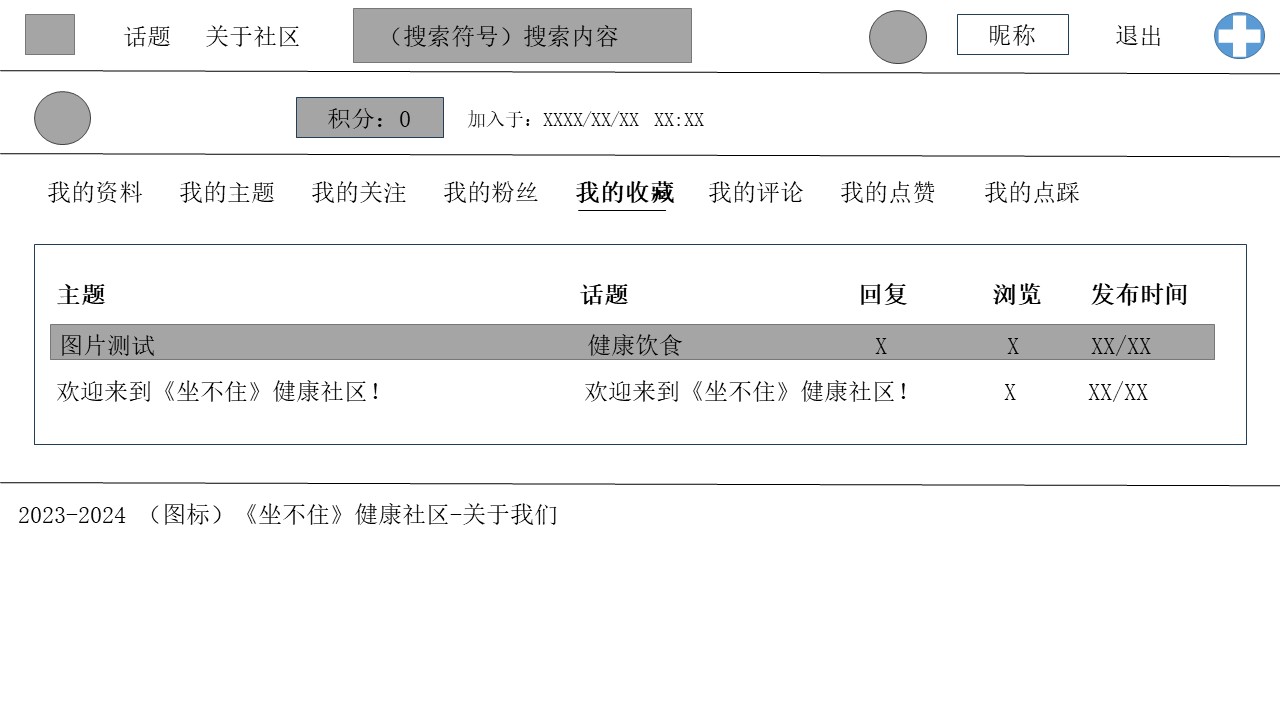 话题 关于社区 （搜索符号）搜索内容 昵称 退出
积分：0 加入于：XXXX/XX/XX XX:XX
我的资料 我的主题 我的关注 我的粉丝 我的收藏 我的评论 我的点赞 我的点踩
主题 话题 回复 浏览 发布时间
图片测试 健康饮食 X X XX/XX
欢迎来到《坐不住》健康社区！ 欢迎来到《坐不住》健康社区！ X XX/XX
2023-2024 （图标）《坐不住》健康社区-关于我们